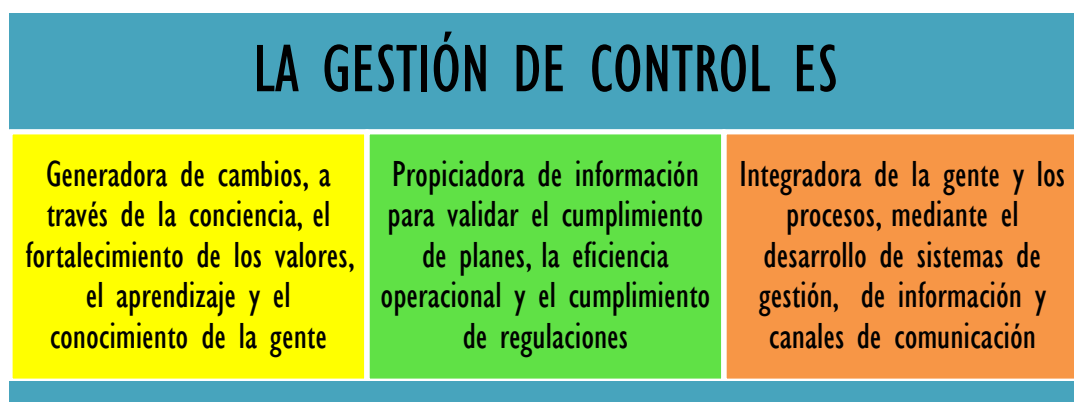 LA GESTIÓN DE CONTROL ES
Generadora de cambios, a
través de la conciencia, el
fortalecimiento de los valores,
el aprendizaje y el
conocimiento de la gente
Propiciadora de información
para validar el cumplimiento
de planes, la eficiencia
operacional y el cumplimiento
de regulaciones
Integradora de la gente y los
procesos, mediante el
desarrollo de sistemas de
gestión, de información y
canales de comunicación